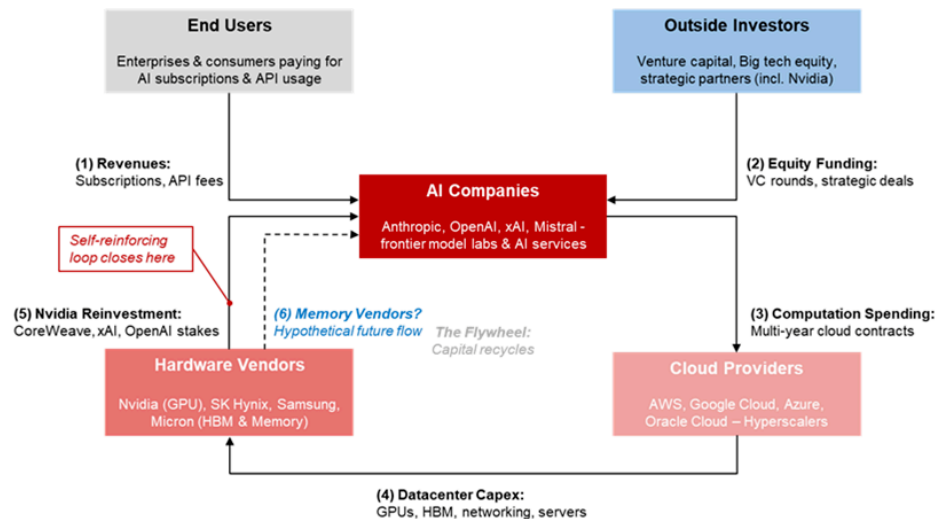 End Users
Enterprises & consumers paying for
AI subscriptions & API usage
Outside Investors
Venture capital, Big tech equity,
strategic partners (incl. Nvidia)
(1) Revenues:
Subscriptions, API fees
(2) Equity Funding:
VC rounds, strategic deals
AI Companies
Anthropic, OpenAI, xAI, Mistral -
frontier model labs & AI services
Self-reinforcing
loop closes here
(5) Nvidia Reinvestment:
CoreWeave, xAI, OpenAI stakes
(6) Memory Vendors?
Hypothetical future flow
The Flywheel:
Capital recycles
(3) Computation Spending:
Multi-year cloud contracts
Hardware Vendors
Nvidia (GPU), SK Hynix, Samsung,
Micron (HBM & Memory)
Cloud Providers
AWS, Google Cloud, Azure,
Oracle Cloud – Hyperscalers
(4) Datacenter Capex:
GPUs, HBM, networking, servers